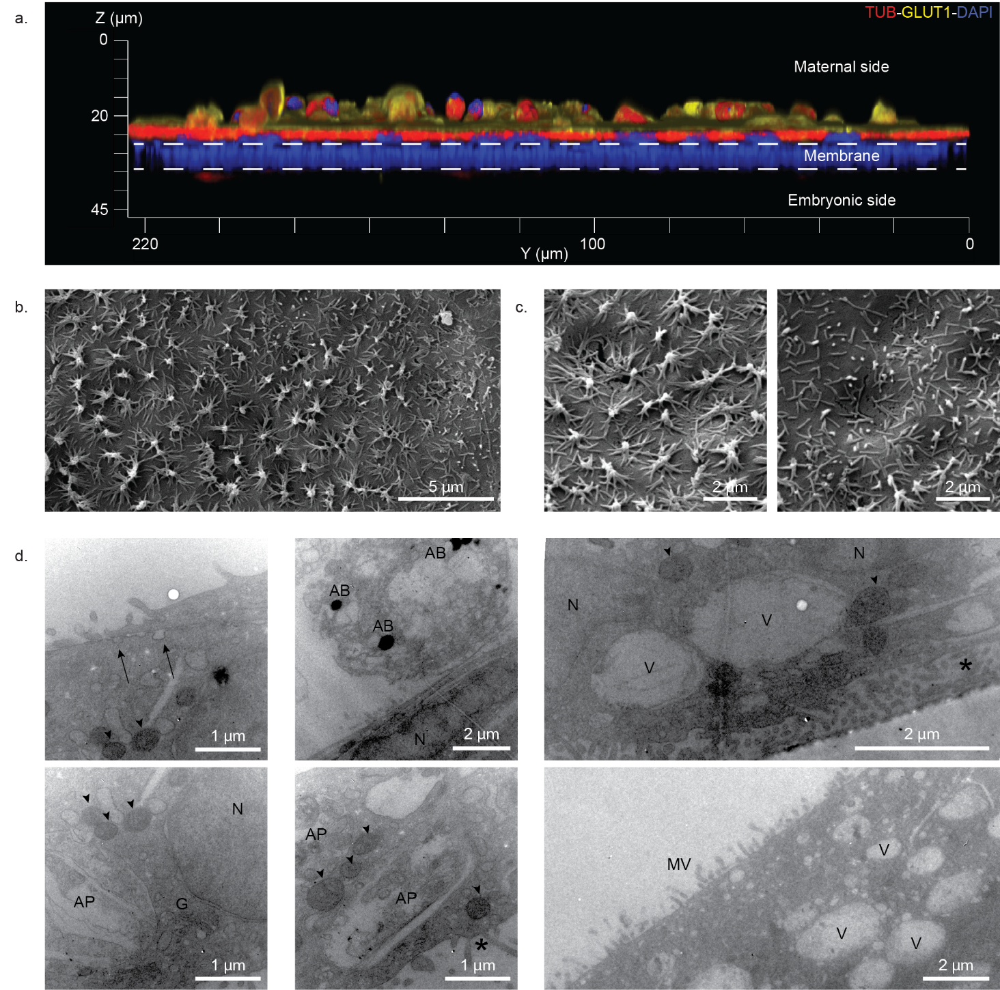 a.
TUB-GLUT1-DAPI
Z (µm)
0
Maternal side
20
Membrane
Embryonic side
45
220
100
0
Y (µm)
b.
c.
5 µm
2 µm
2 µm
d.
1 µm
AB
AB
AB
N
2 µm
N
N
V
V
*
2 µm
N
AP
G
1 µm
AP
AP
*
1 µm
MV
V
V
V
2 µm